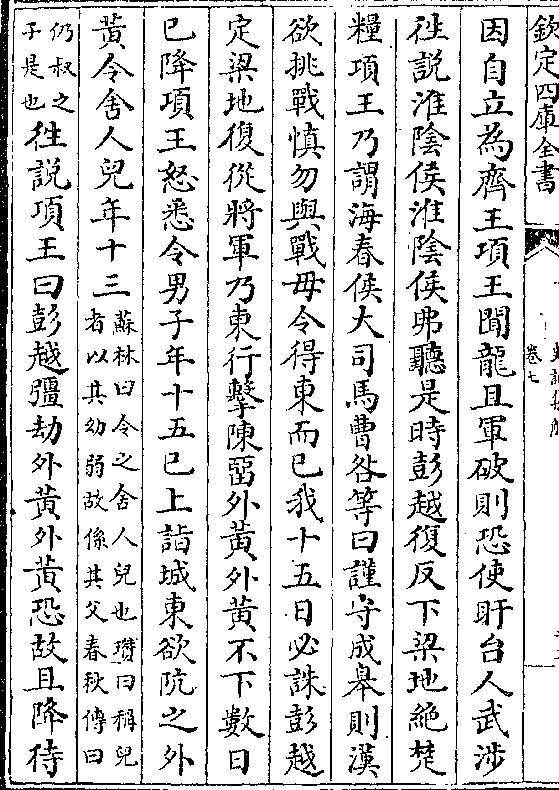 欽定四庫全書
卷七
因自立為齊王項王聞龍且軍破則恐使盱台人武涉
徃說淮隂侯淮隂侯弗聽是時彭越復反下梁地絶楚
糧項王乃謂海春侯大司馬曹咎等曰謹守成臯則漢
欲挑戰慎勿與戰毋令得東而已我十五日必誅彭越
定梁地復從將軍乃東行擊陳留外黄外黄不下數日
已降項王怒悉令男子年十五已上詣城東欲阬之外
黄令舍人兒年十三
蘇林曰令之舍人兒也瓚曰稱兒
者以其幼弱故係其父春秋傳曰
仍叔之
子是也
徃說項王曰彭越彊劫外黄外黄恐故且降待